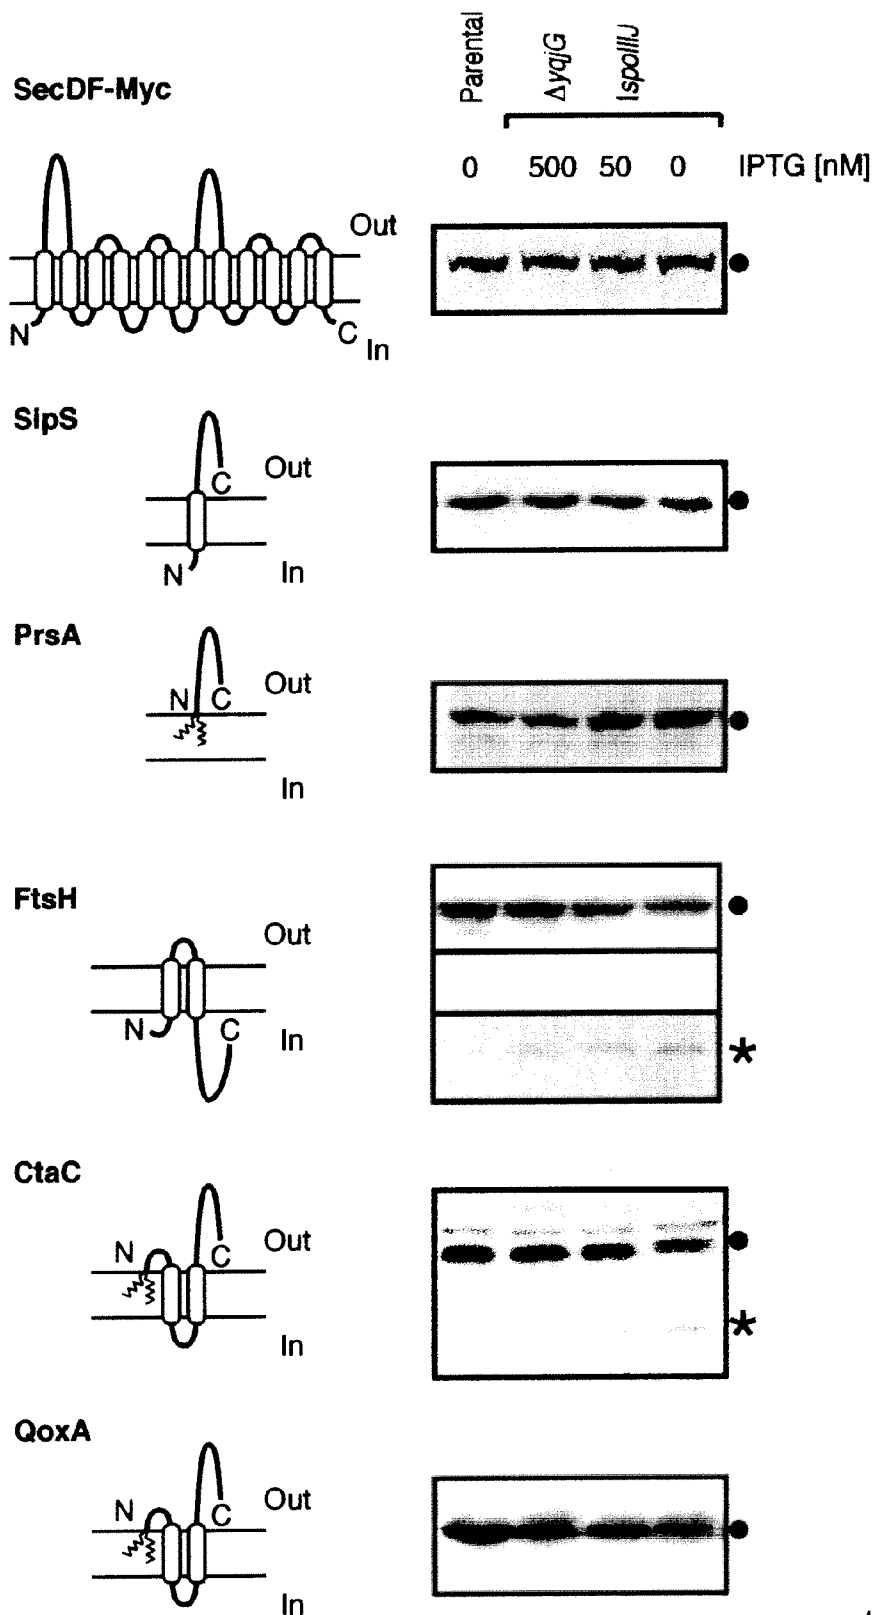 Parental ΔyqjG IspoIIIJ
SecDF-Myc
0 500 50 0 IPTG [nM]
Out
N C In
SipS
Out
C
N In
PrsA
N C Out
In
FtsH
Out
N C In
*
CtaC
N C Out
In
*
QoxA
N C Out
In